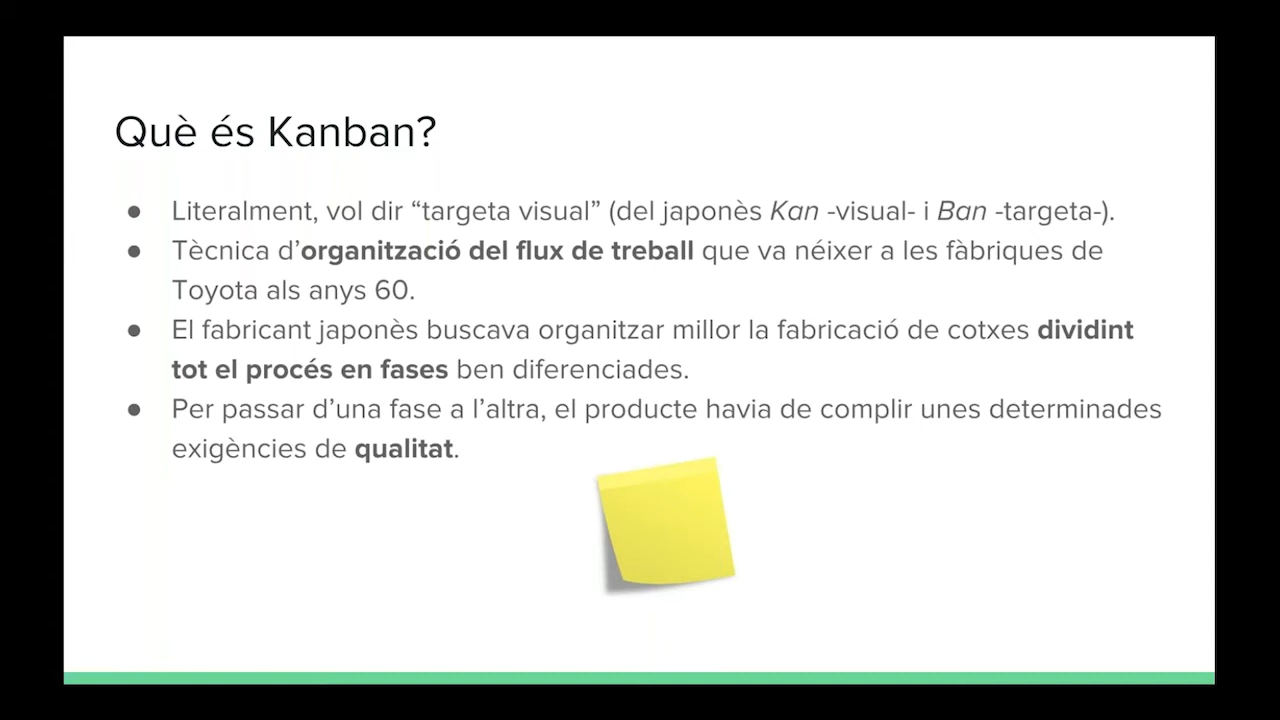 Què és Kanban?
● Literalment, vol dir “targeta visual” (del japonès Kan -visual- i Ban -targeta-).
● Tècnica d’organització del flux de treball que va néixer a les fàbriques de
Toyota als anys 60.
● El fabricant japonès buscava organitzar millor la fabricació de cotxes dividint
tot el procés en fases ben diferenciades.
● Per passar d’una fase a l’altra, el producte havia de complir unes determinades
exigències de qualitat.